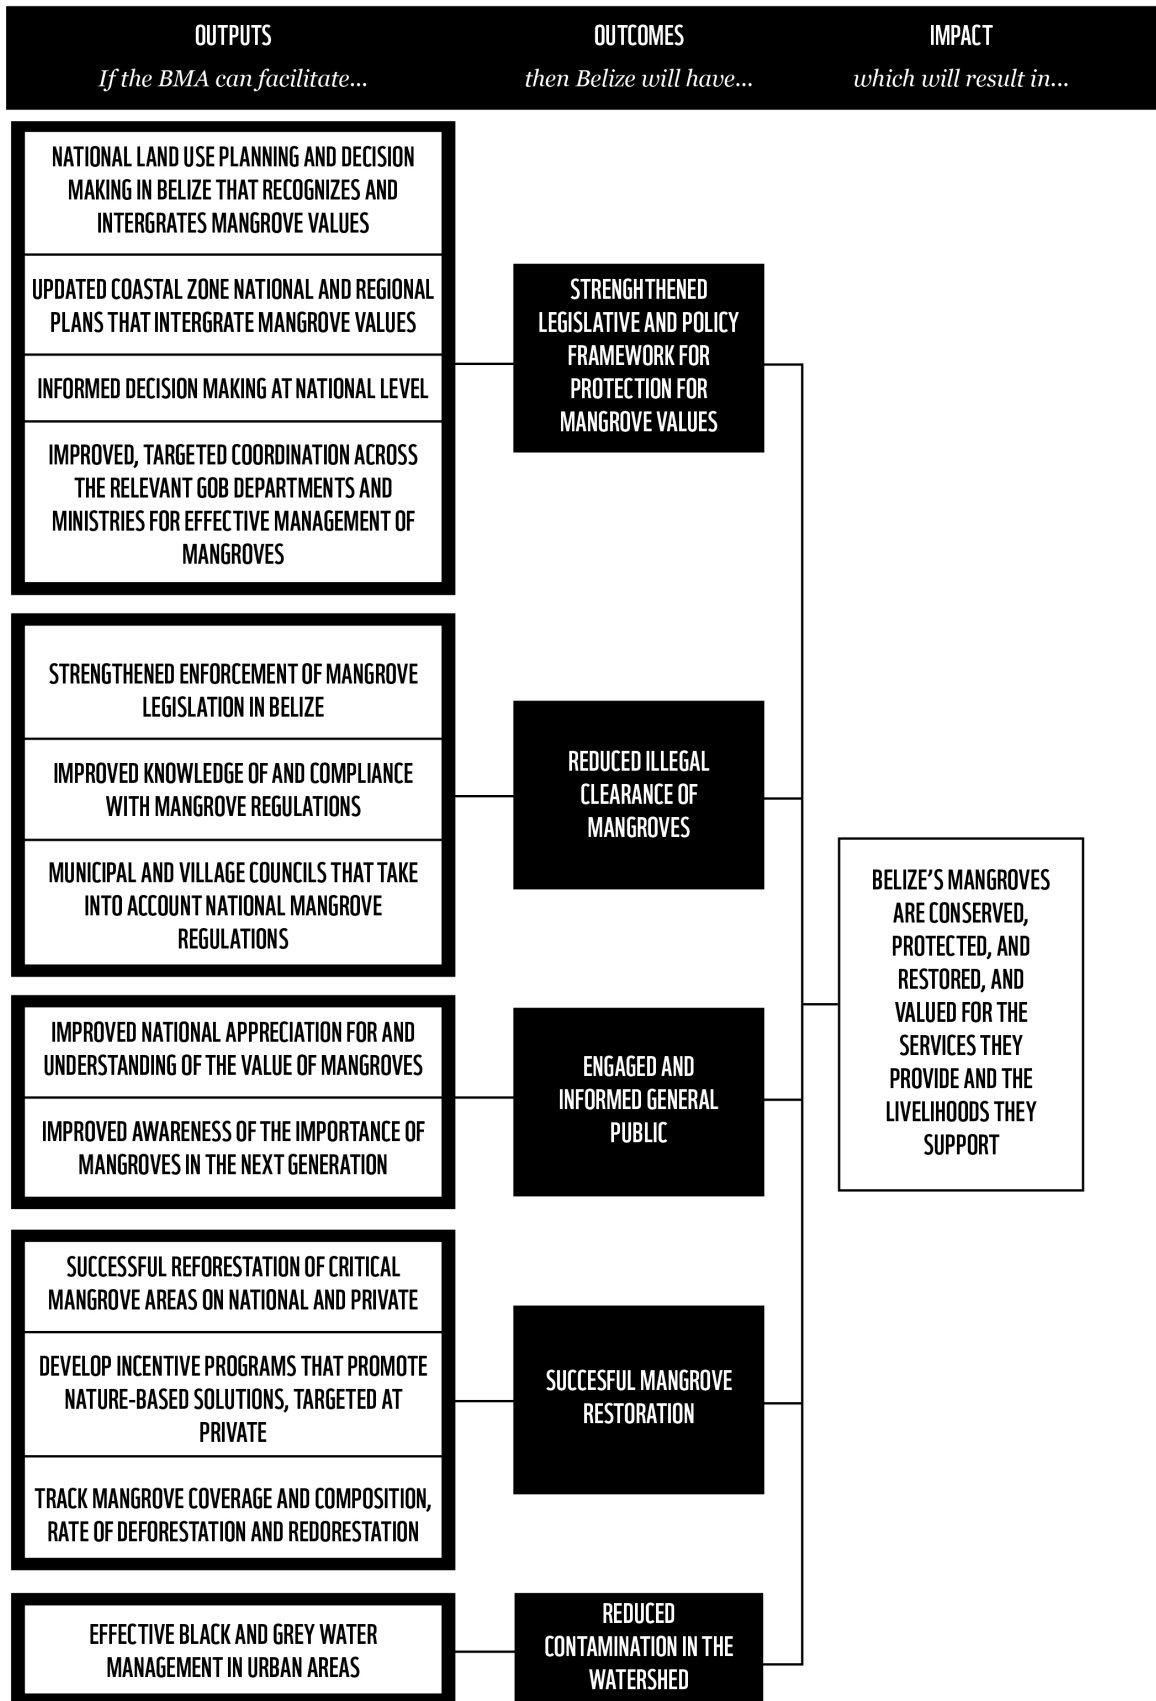 OUTPUTS
If the BMA can facilitate...
OUTCOMES
then Belize will have...
IMPACT
which will result in...
NATIONAL LAND USE PLANNING AND DECISION
MAKING IN BELIZE THAT RECOGNIZES AND
INTERGRATES MANGROVE VALUES
UPDATED COASTAL ZONE NATIONAL AND REGIONAL
PLANS THAT INTERGRATE MANGROVE VALUES
INFORMED DECISION MAKING AT NATIONAL LEVEL
IMPROVED, TARGETED COORDINATION ACROSS
THE RELEVANT GOB DEPARTMENTS AND
MINISTRIES FOR EFFECTIVE MANAGEMENT OF
MANGROVES
STRENGHTHENED
LEGISLATIVE AND POLICY
FRAMEWORK FOR
PROTECTION FOR
MANGROVE VALUES
STRENGTHENED ENFORCEMENT OF MANGROVE
LEGISLATION IN BELIZE
IMPROVED KNOWLEDGE OF AND COMPLIANCE
WITH MANGROVE REGULATIONS
MUNICIPAL AND VILLAGE COUNCILS THAT TAKE
INTO ACCOUNT NATIONAL MANGROVE
REGULATIONS
REDUCED ILLEGAL
CLEARANCE OF
MANGROVES
IMPROVED NATIONAL APPRECIATION FOR AND
UNDERSTANDING OF THE VALUE OF MANGROVES
IMPROVED AWARENESS OF THE IMPORTANCE OF
MANGROVES IN THE NEXT GENERATION
ENGAGED AND
INFORMED GENERAL
PUBLIC
SUCCESSFUL REFORESTATION OF CRITICAL
MANGROVE AREAS ON NATIONAL AND PRIVATE
DEVELOP INCENTIVE PROGRAMS THAT PROMOTE
NATURE-BASED SOLUTIONS, TARGETED AT
PRIVATE
TRACK MANGROVE COVERAGE AND COMPOSITION,
RATE OF DEFORESTATION AND REDORESTATION
SUCCESFUL MANGROVE
RESTORATION
EFFECTIVE BLACK AND GREY WATER
MANAGEMENT IN URBAN AREAS
REDUCED
CONTAMINATION IN THE
WATERSHED
BELIZE'S MANGROVES
ARE CONSERVED,
PROTECTED, AND
RESTORED, AND
VALUED FOR THE
SERVICES THEY
PROVIDE AND THE
LIVELIHOODS THEY
SUPPORT